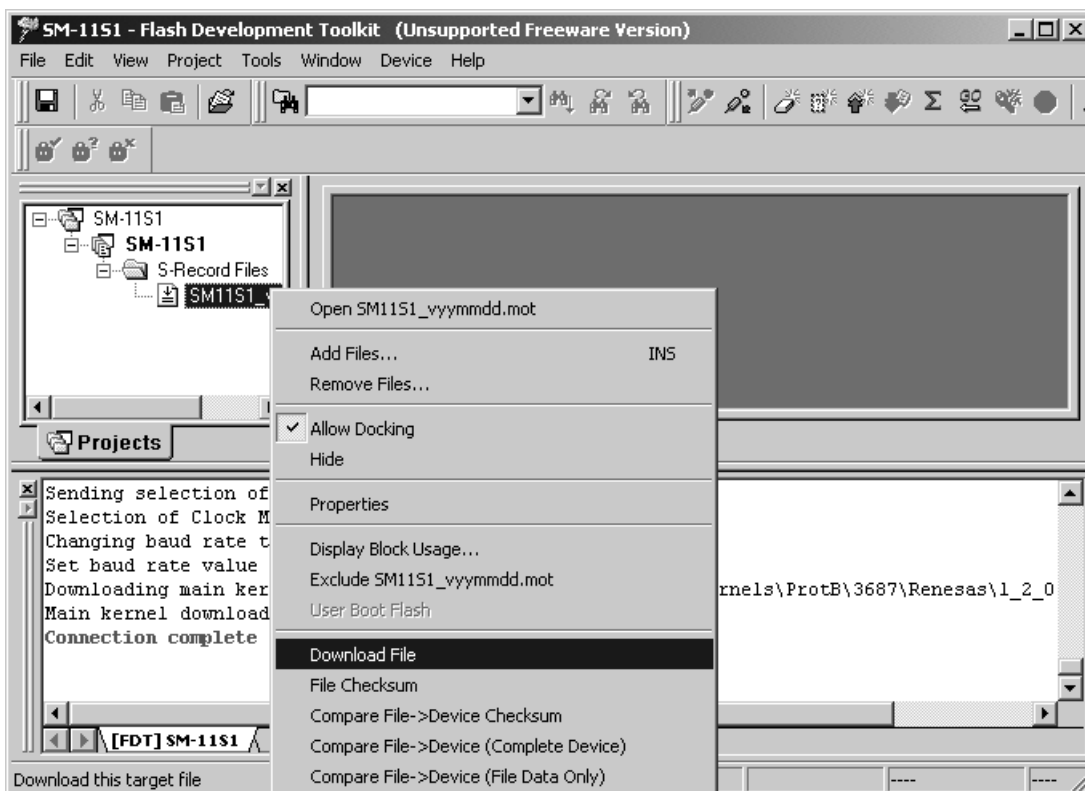 SM-11S1 - Flash Development Toolkit (Unsupported Freeware Version)
File Edit View Project Tools Window Device Help
SM-11S1
SM-11S1
S-Record Files
SM11S1_v
Projects
Open SM11S1_vyymmdd.mot
Add Files... INS
Remove Files...
Allow Docking
Hide
Properties
Display Block Usage...
Exclude SM11S1_vyymmdd.mot
User Boot Flash
Download File
File Checksum
Compare File->Device Checksum
Compare File->Device (Complete Device)
Compare File->Device (File Data Only)
Sending selection of
Selection of Clock M
Changing baud rate t
Set baud rate value
Downloading main ker rnels\ProtB\3687\Renesas\1_2_0
Main kernel download
Connection complete
[FDT] SM-11S1
Download this target file ---- ----